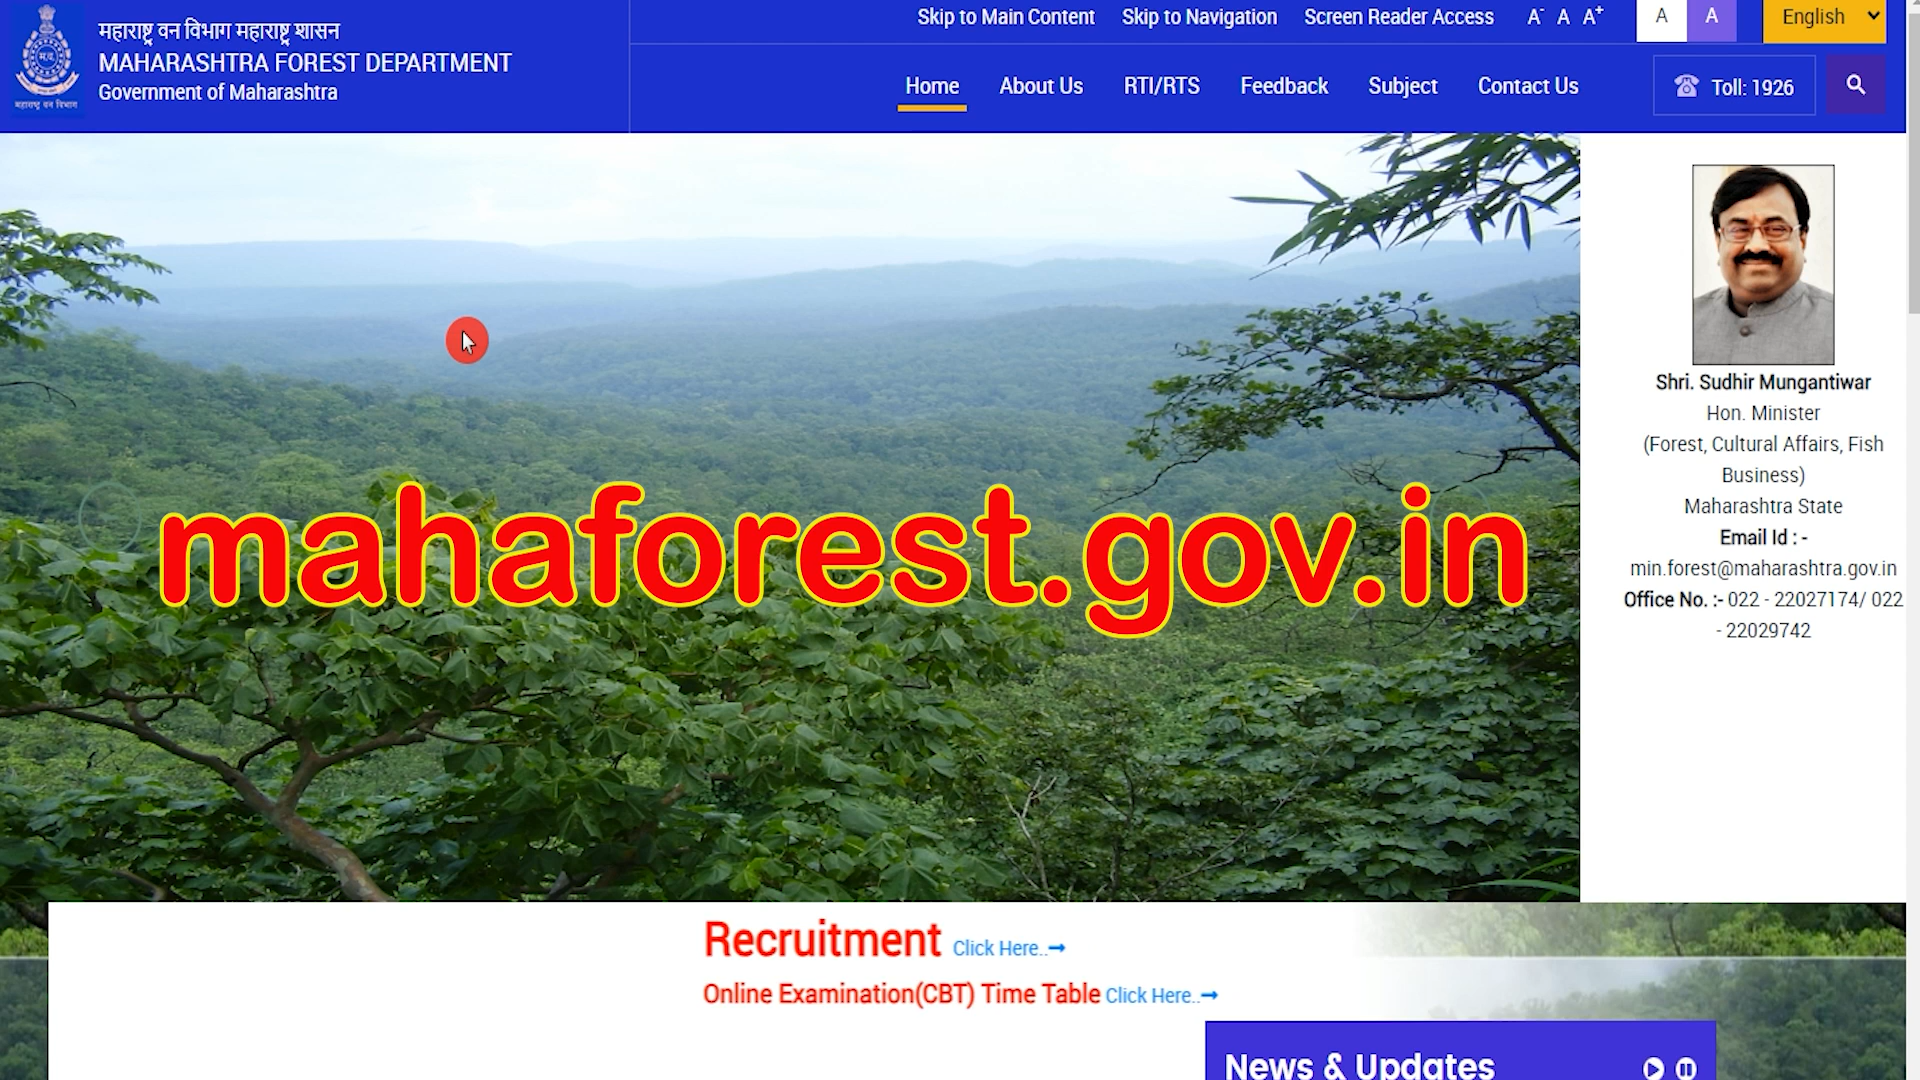 महाराष्ट्र वन विभाग महाराष्ट्र शासन
MAHARASHTRA FOREST DEPARTMENT
Government of Maharashtra
महाराष्ट्र वन विभाग
Skip to Main Content Skip to Navigation Screen Reader Access A- A A+ A A English
Home About Us RTI/RTS Feedback Subject Contact Us Toll: 1926
Shri. Sudhir Mungantiwar
Hon. Minister
(Forest, Cultural Affairs, Fish
Business)
Maharashtra State
Email Id : -
min.forest@maharashtra.gov.in
Office No. :- 022 - 22027174/ 022
- 22029742
mahaforest.gov.in
Recruitment Click Here..→
Online Examination(CBT) Time Table Click Here..→
News & Updates